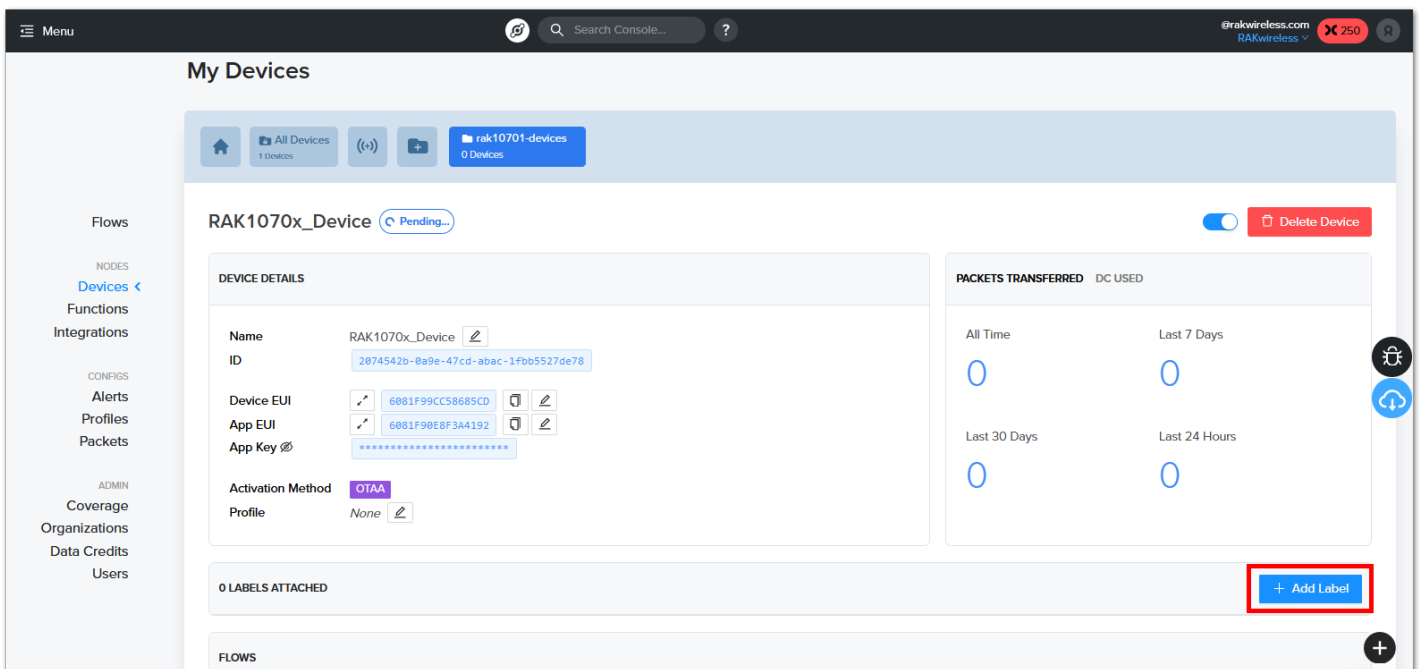 Menu
Search Console...
?
@rakwireless.com
RAKwireless
250
My Devices
All Devices
1 Devices
rak10701-devices
0 Devices
Flows
NODES
Devices
Functions
Integrations
CONFIGS
Alerts
Profiles
Packets
ADMIN
Coverage
Organizations
Data Credits
Users
RAK1070x_Device
Pending...
Delete Device
DEVICE DETAILS
Name RAK1070x_Device
ID 2074542b-0a9e-47cd-abac-1fbb5527de78
Device EUI 6081F99CC58685CD
App EUI 6081F90E8F3A4192
App Key ************************
Activation Method OTAA
Profile None
PACKETS TRANSFERRED DC USED
All Time Last 7 Days
0 0
Last 30 Days Last 24 Hours
0 0
0 LABELS ATTACHED
+ Add Label
FLOWS